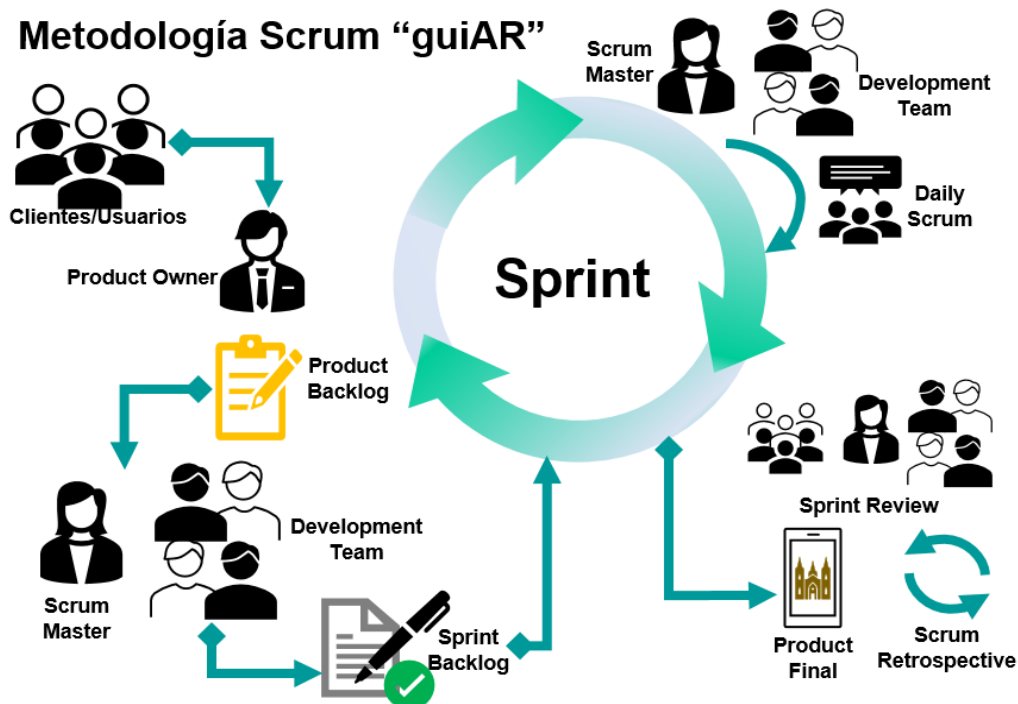 Metodología Scrum “guiAR”
Clientes/Usuarios
Product Owner
Product
Backlog
Scrum
Master
Development
Team
Sprint
Backlog
Sprint
Scrum
Master
Development
Team
Daily
Scrum
Sprint Review
Product
Final
Scrum
Retrospective